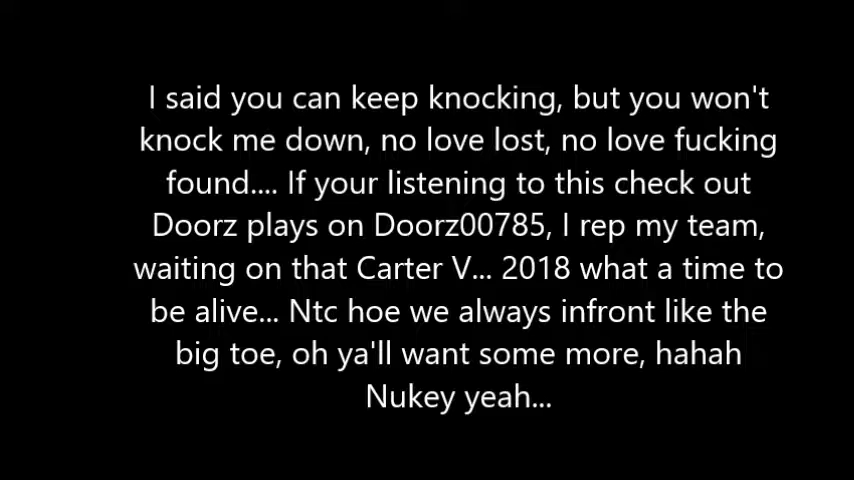 I said you can keep knocking, but you won't
knock me down, no love lost, no love fucking
found.... If your listening to this check out
Doorz plays on Doorz00785, I rep my team,
waiting on that Carter V... 2018 what a time to
be alive... Ntc hoe we always infront like the
big toe, oh ya'll want some more, hahah
Nukey yeah...